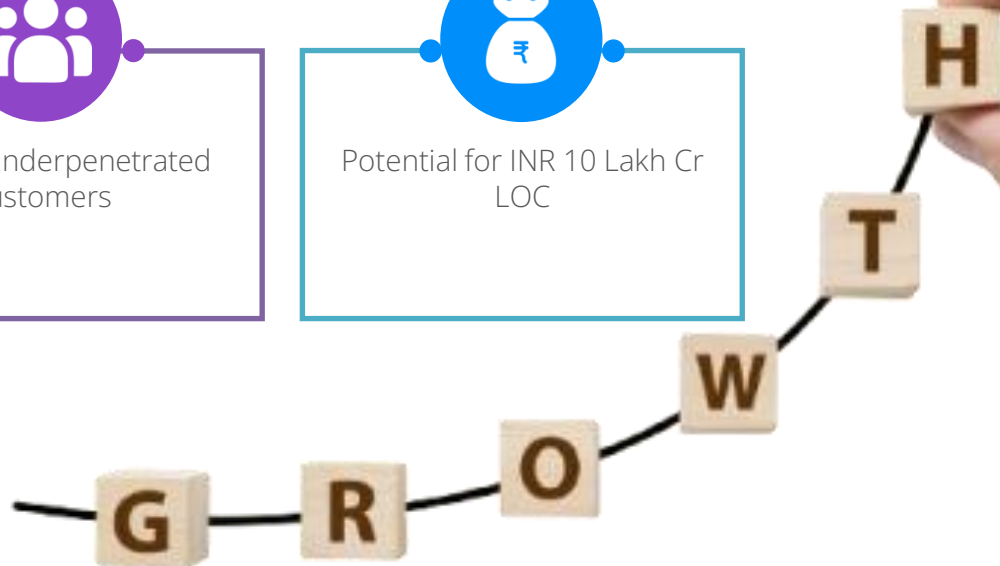 nderpenetrated
ustomers
Potential for INR 10 Lakh Cr
LOC
₹
H
T
W
O
R
G